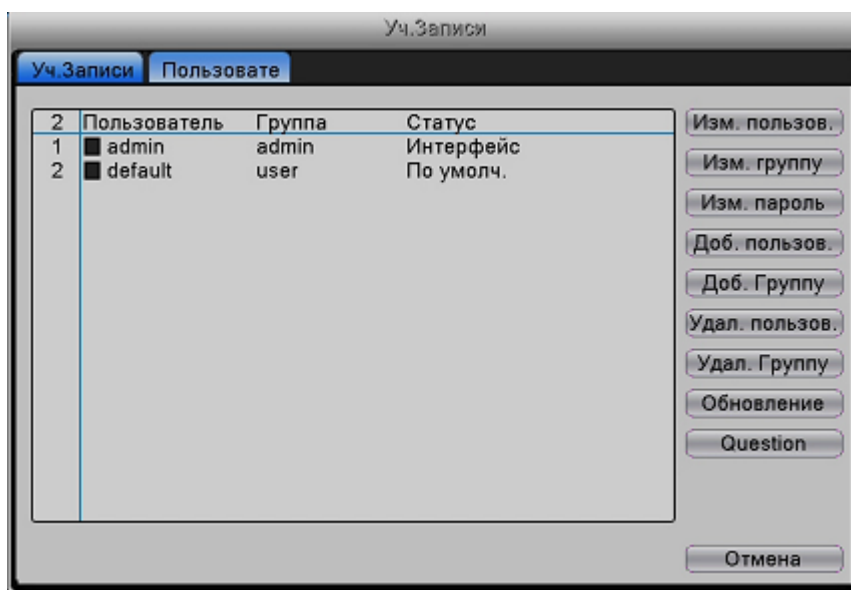 Уч.Записи
Уч.Записи Пользовате
2 Пользователь Группа Статус
1 admin admin Интерфейс
2 default user По умолч.
Изм. пользов.
Изм. группу
Изм. пароль
Доб. пользов.
Доб. Группу
Удал. пользов.
Удал. Группу
Обновление
Question
Отмена